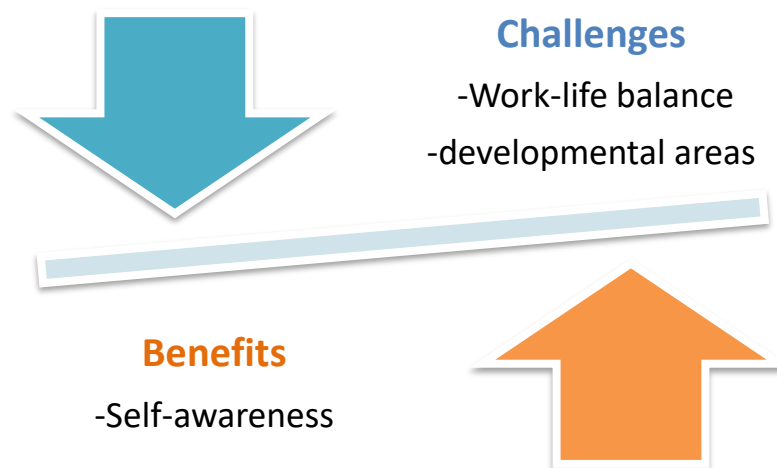 Challenges
-Work-life balance
-developmental areas
Benefits
-Self-awareness